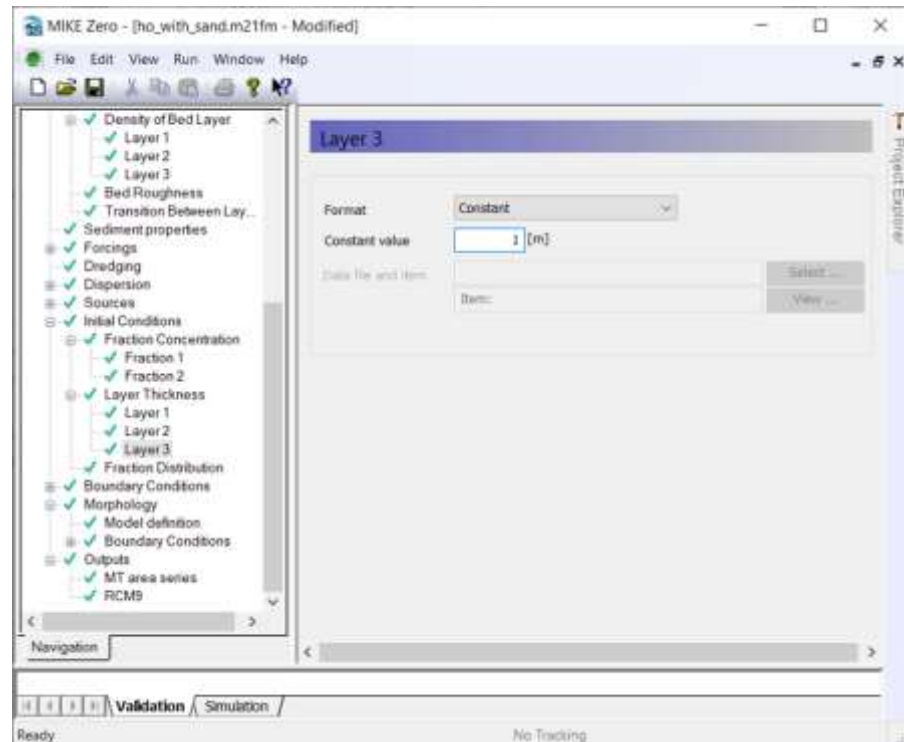 MIKE Zero - [ho_with_sand.m21fm - Modified]
File Edit View Run Window Help
Density of Bed Layer
Layer 1
Layer 2
Layer 3
Bed Roughness
Transition Between Lay...
Sediment properties
Forcings
Dredging
Dispersion
Sources
Initial Conditions
Fraction Concentration
Fraction 1
Fraction 2
Layer Thickness
Layer 1
Layer 2
Layer 3
Fraction Distribution
Boundary Conditions
Morphology
Model definition
Boundary Conditions
Outputs
MT area series
RCM9
Navigation
Layer 3
Format Constant
Constant value 1 [m]
Data file and item Select ...
Item: View ...
Project Explorer
Validation Simulation
Ready No Tracking